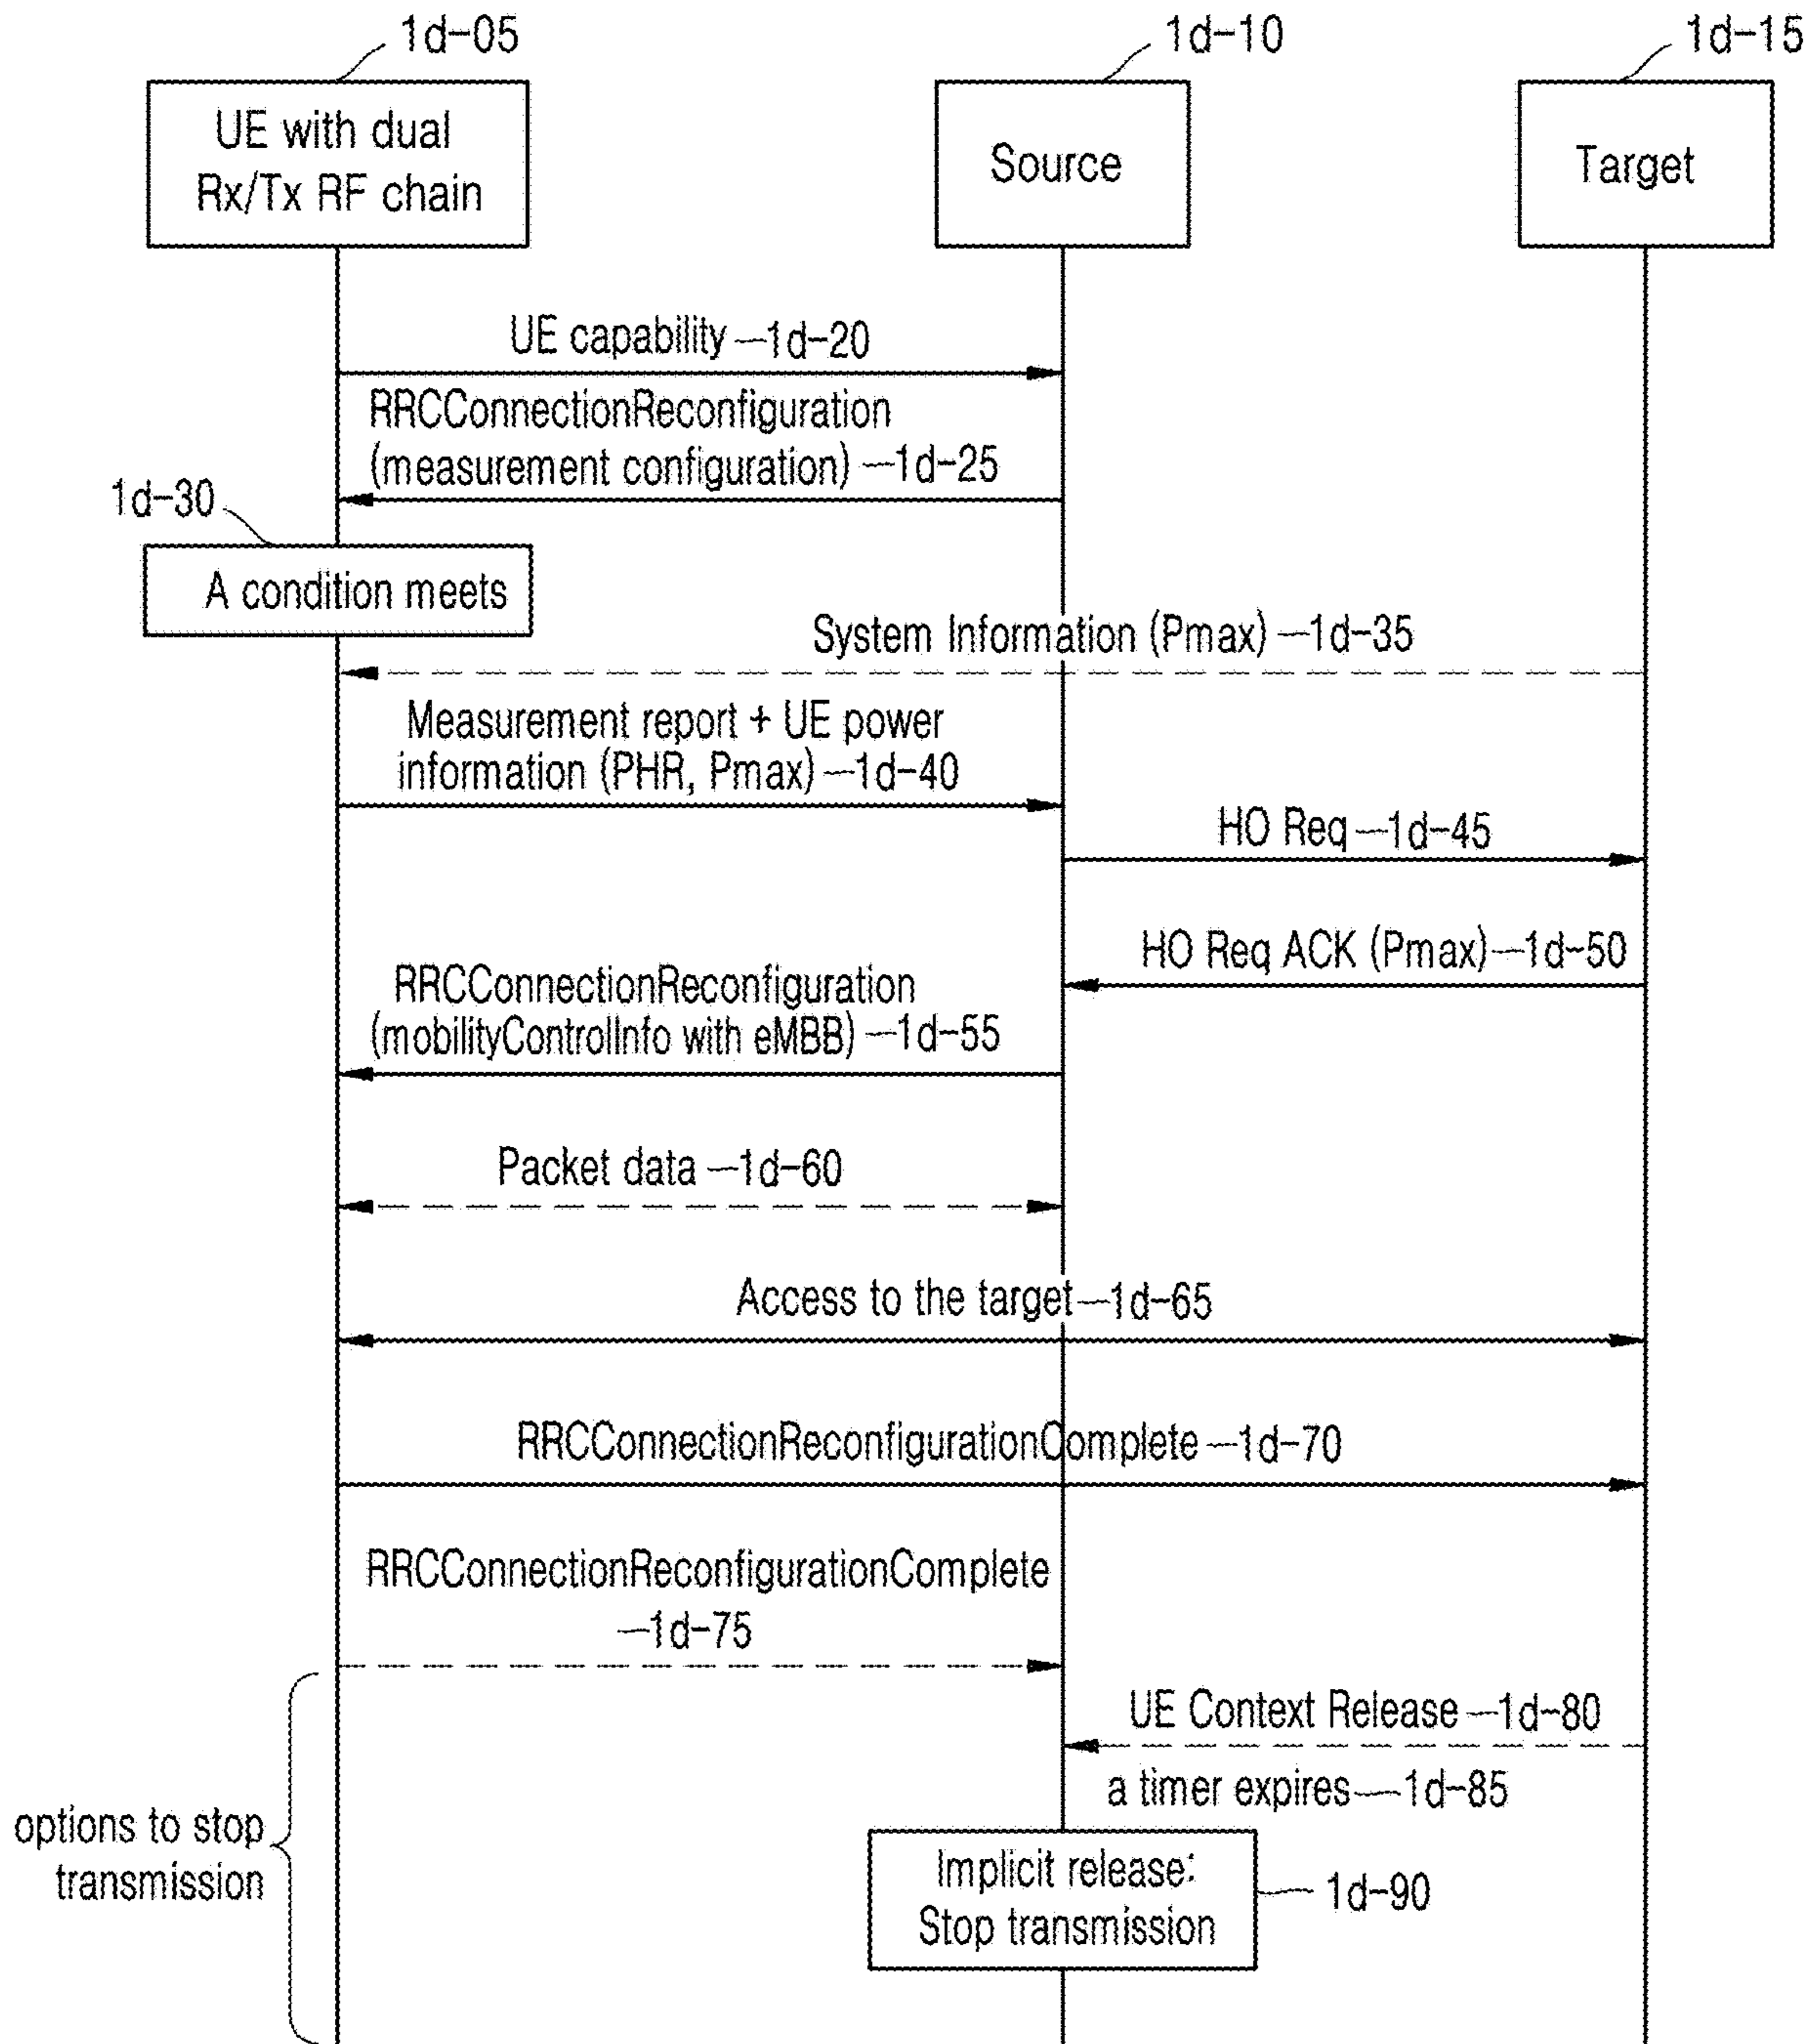 1d-05
1d-10
1d-15
UE with dual
Rx/Tx RF chain
Source
Target
UE capability 1d-20
RRCConnectionReconfiguration
(measurement configuration) 1d-25
1d-30
A condition meets
System Information (Pmax) 1d-35
Measurement report + UE power
information (PHR, Pmax) 1d-40
HO Req 1d-45
HO Req ACK (Pmax) 1d-50
RRCConnectionReconfiguration
(mobilityControlInfo with eMBB) 1d-55
Packet data 1d-60
Access to the target 1d-65
RRCConnectionReconfigurationComplete 1d-70
RRCConnectionReconfigurationComplete
1d-75
UE Context Release 1d-80
a timer expires 1d-85
options to stop
transmission
Implicit release:
Stop transmission
1d-90